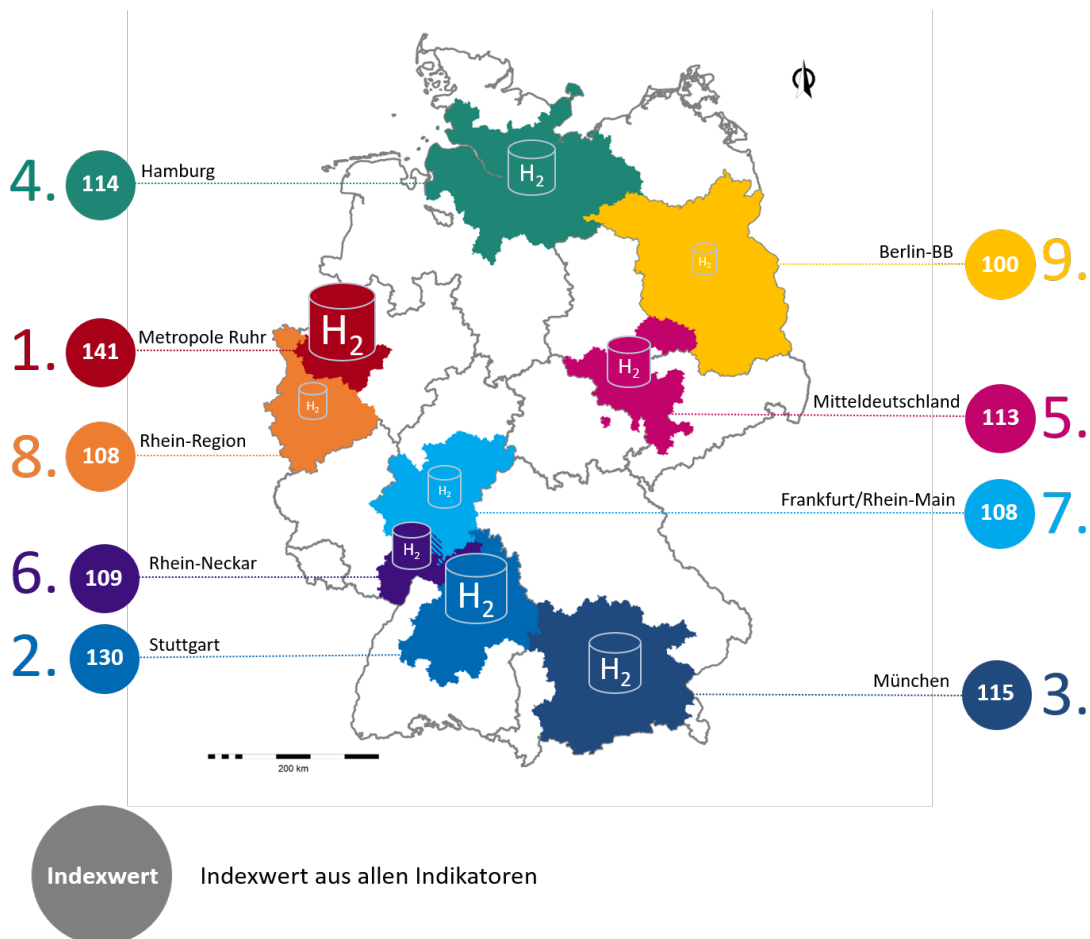 4.
114
Hamburg
H2
Berlin-BB
100
9.
H2
1.
141
Metropole Ruhr
H2
H2
Mitteldeutschland
113
5.
8.
108
Rhein-Region
H2
H2
Frankfurt/Rhein-Main
108
7.
6.
109
Rhein-Neckar
H2
2.
130
Stuttgart
H2
H2
München
115
3.
200 km
Indexwert
Indexwert aus allen Indikatoren